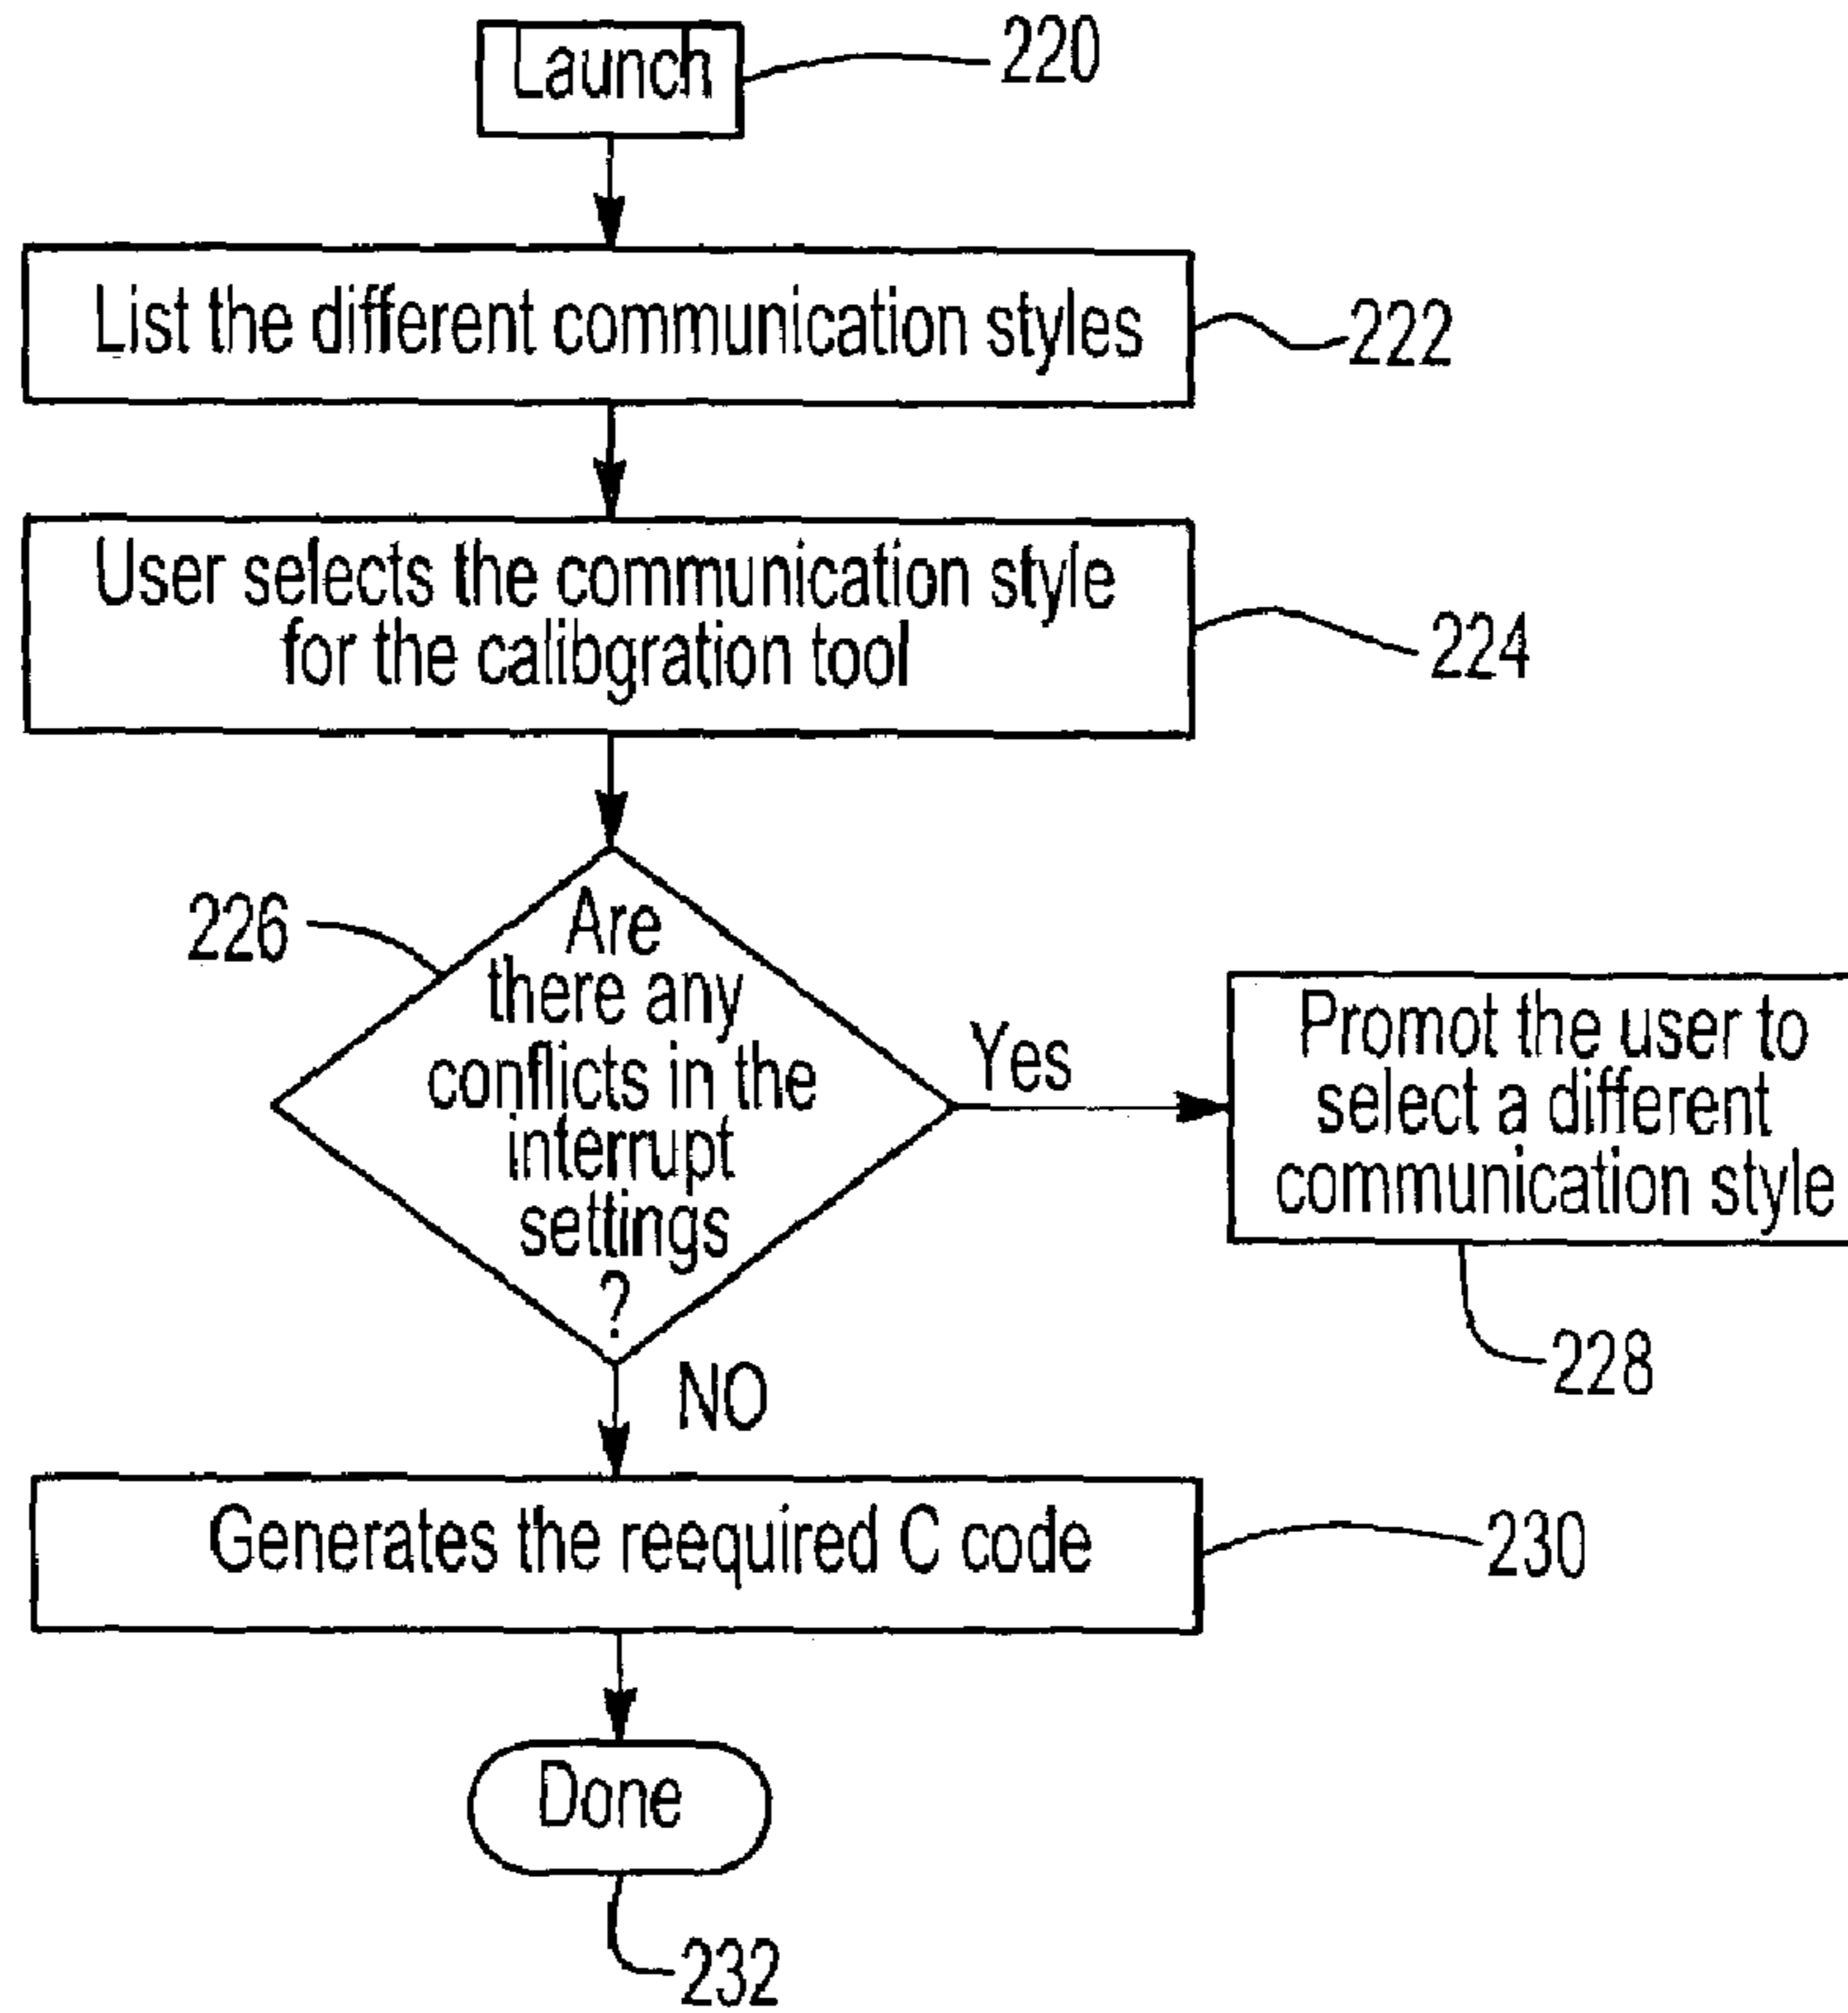 Launch
220
List the different communication styles
222
User selects the communication style
for the calibgration tool
224
226
Are
there any
conflicts in the
interrupt
settings
?
Yes
Promot the user to
select a different
communication style
228
NO
Generates the reequired C code
230
Done
232